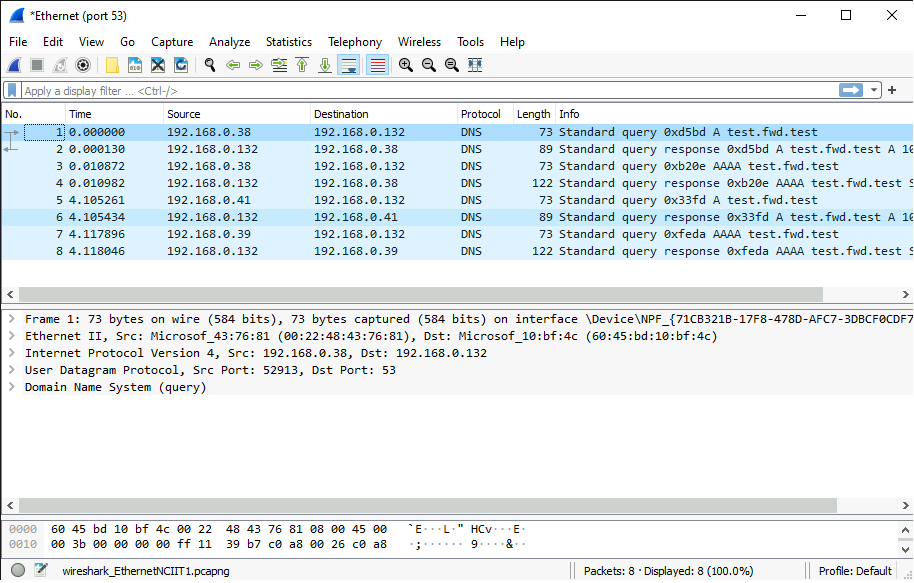 *Ethernet (port 53)
File Edit View Go Capture Analyze Statistics Telephony Wireless Tools Help
Apply a display filter ... <Ctrl-/>
No. Time Source Destination Protocol Length Info
1 0.000000 192.168.0.38 192.168.0.132 DNS 73 Standard query 0xd5bd A test.fwd.test
2 0.000130 192.168.0.132 192.168.0.38 DNS 89 Standard query response 0xd5bd A test.fwd.test A 10
3 0.010872 192.168.0.38 192.168.0.132 DNS 73 Standard query 0xb20e AAAA test.fwd.test
4 0.010982 192.168.0.132 192.168.0.38 DNS 122 Standard query response 0xb20e AAAA test.fwd.test S
5 4.105261 192.168.0.41 192.168.0.132 DNS 73 Standard query 0x33fd A test.fwd.test
6 4.105434 192.168.0.132 192.168.0.41 DNS 89 Standard query response 0x33fd A test.fwd.test A 10
7 4.117896 192.168.0.39 192.168.0.132 DNS 73 Standard query 0xfeda AAAA test.fwd.test
8 4.118046 192.168.0.132 192.168.0.39 DNS 122 Standard query response 0xfeda AAAA test.fwd.test S
Frame 1: 73 bytes on wire (584 bits), 73 bytes captured (584 bits) on interface \Device\NPF_{71CB321B-17F8-478D-AFC7-3DBCF0CDF7
Ethernet II, Src: Microsof_43:76:81 (00:22:48:43:76:81), Dst: Microsof_10:bf:4c (60:45:bd:10:bf:4c)
Internet Protocol Version 4, Src: 192.168.0.38, Dst: 192.168.0.132
User Datagram Protocol, Src Port: 52913, Dst Port: 53
Domain Name System (query)
0000 60 45 bd 10 bf 4c 00 22 48 43 76 81 08 00 45 00 `E···L·" HCv···E·
0010 00 3b 00 00 00 00 ff 11 39 b7 c0 a8 00 26 c0 a8 ·;······ 9····&··
wireshark_EthernetNCIIT1.pcapng
Packets: 8 · Displayed: 8 (100.0%)
Profile: Default